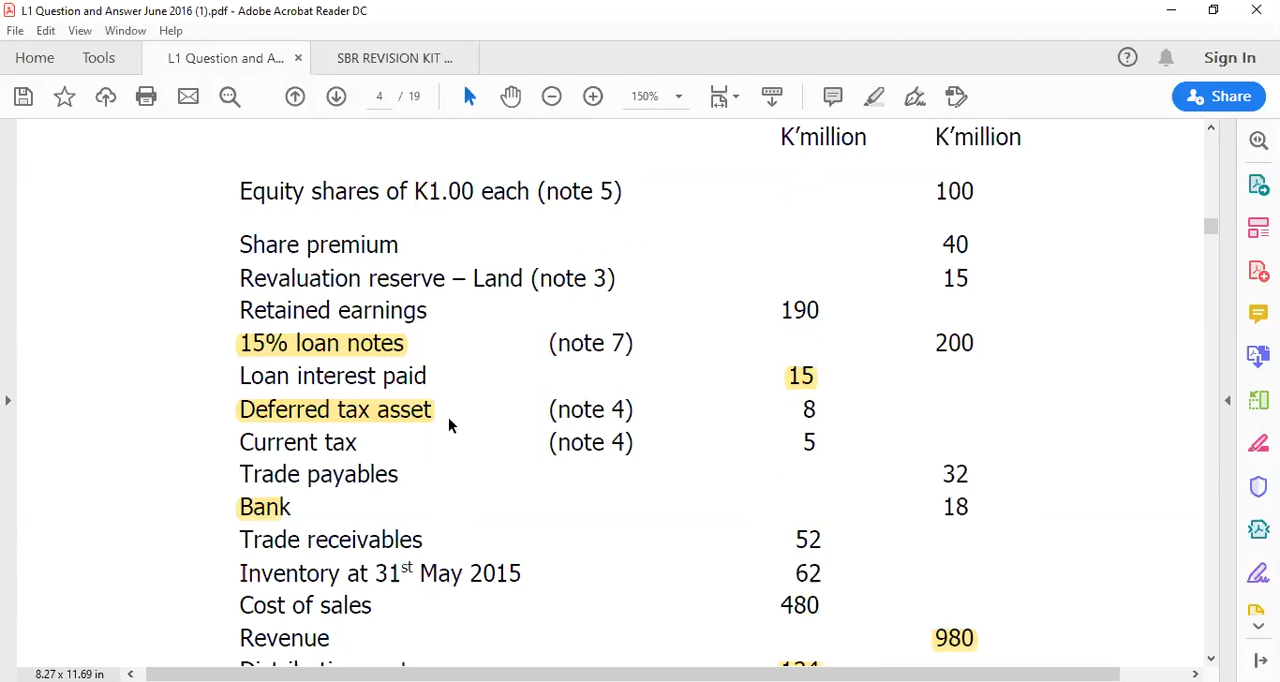 L1 Question and Answer June 2016 (1).pdf - Adobe Acrobat Reader DC
File Edit View Window Help
Home Tools L1 Question and A... × SBR REVISION KIT ... Sign In
4 / 19 150% Share
K'million K'million
Equity shares of K1.00 each (note 5) 100
Share premium 40
Revaluation reserve – Land (note 3) 15
Retained earnings 190
15% loan notes (note 7) 200
Loan interest paid 15
Deferred tax asset (note 4) 8
Current tax (note 4) 5
Trade payables 32
Bank 18
Trade receivables 52
Inventory at 31st May 2015 62
Cost of sales 480
Revenue 980
8.27 x 11.69 in